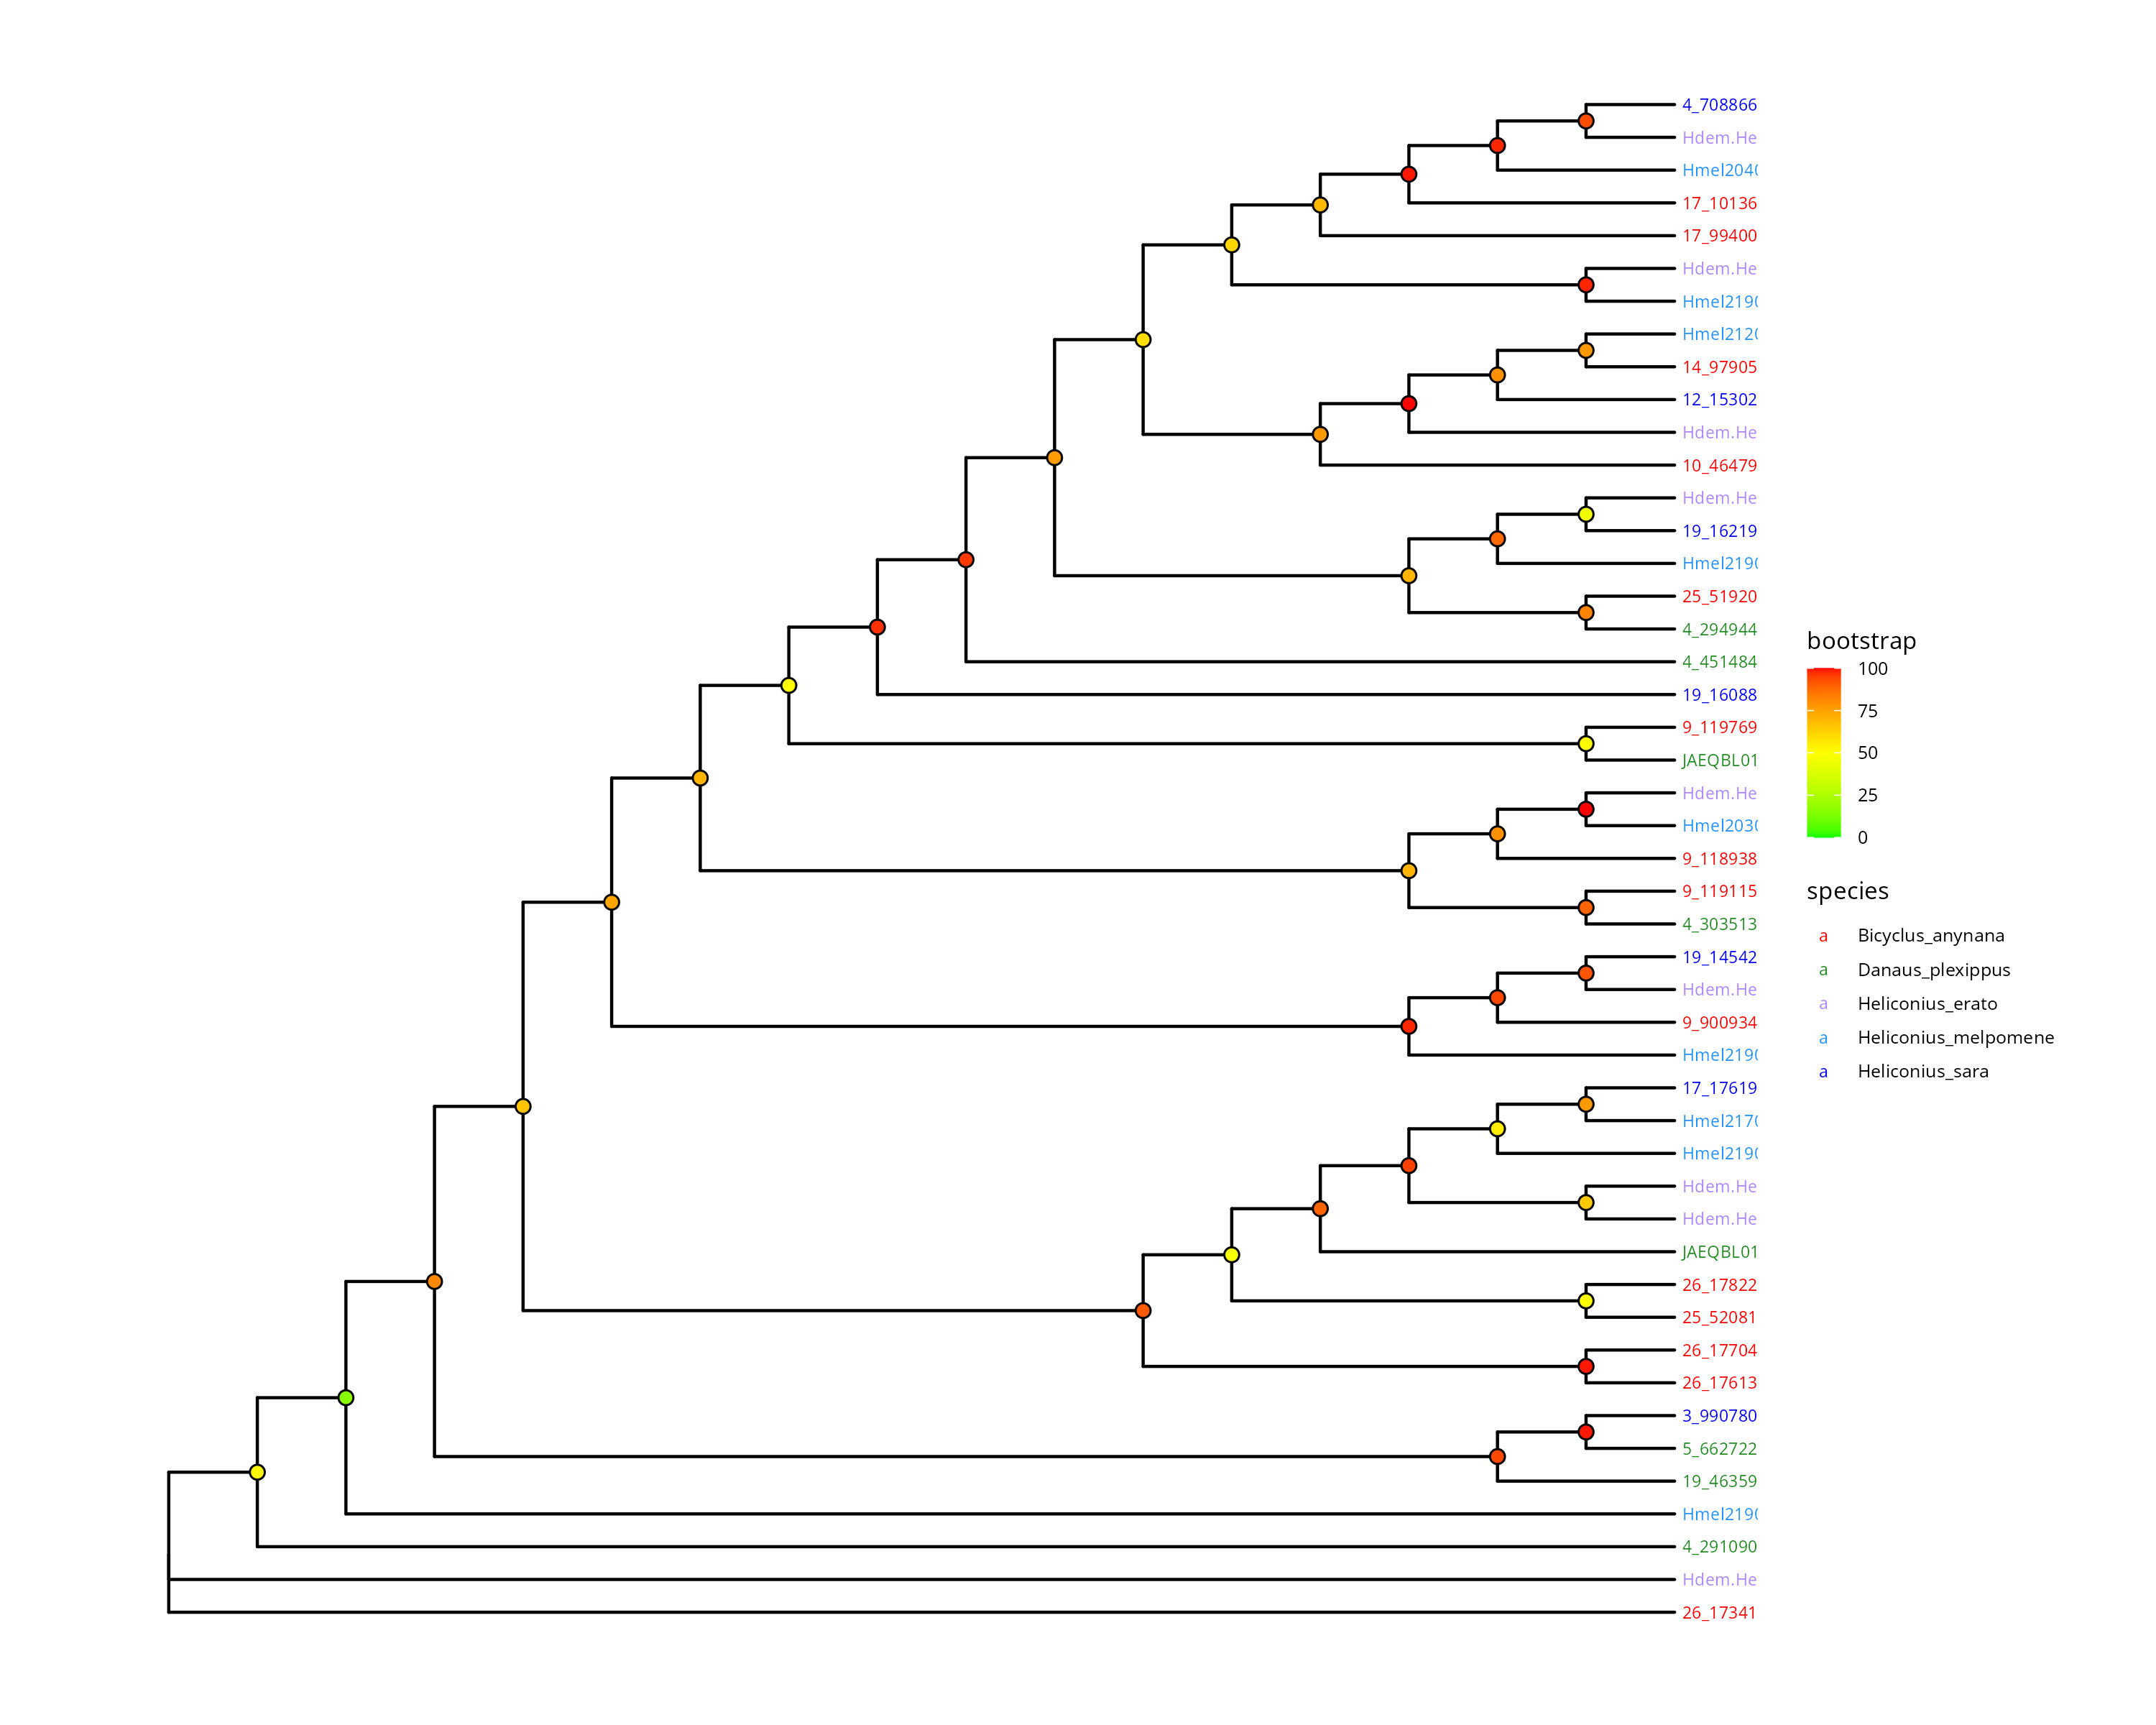 4_708866
Hdem.He
Hmel204
17_10136
17_99400
Hdem.He
Hmel219
Hmel212
14_97905
12_15302
Hdem.He
10_46479
Hdem.He
19_16219
Hmel219
25_51920
4_294944
4_451484
19_16088
9_119769
JAEQBL01
Hdem.He
Hmel203
9_118938
9_119115
4_303513
19_14542
Hdem.He
9_900934
Hmel219
17_17619
Hmel217
Hmel219
Hdem.He
Hdem.He
JAEQBL01
26_17822
25_52081
26_17704
26_17613
3_990780
5_662722
19_46359
Hmel219
4_291090
Hdem.He
26_17341
bootstrap
100
75
50
25
0
species
a Bicyclus_anynana
a Danaus_plexippus
a Heliconius_erato
a Heliconius_melpomene
a Heliconius_sara